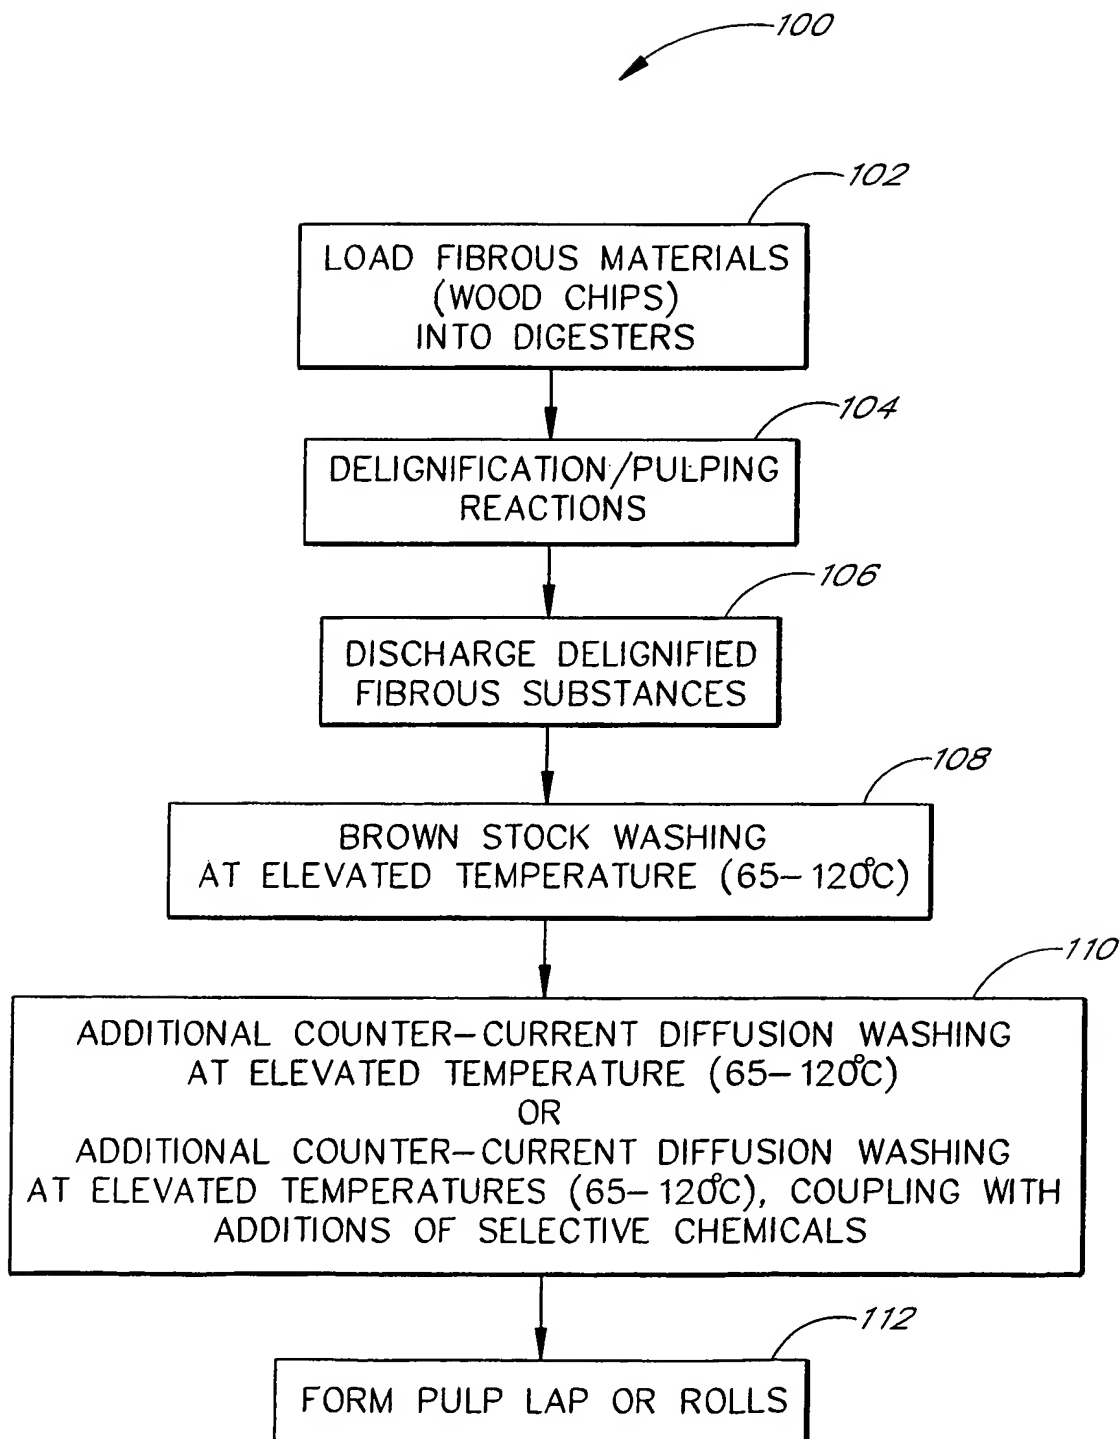 100
102
LOAD FIBROUS MATERIALS
(WOOD CHIPS)
INTO DIGESTERS
104
DELIGNIFICATION/PULPING
REACTIONS
106
DISCHARGE DELIGNIFIED
FIBROUS SUBSTANCES
108
BROWN STOCK WASHING
AT ELEVATED TEMPERATURE (65–120°C)
110
ADDITIONAL COUNTER–CURRENT DIFFUSION WASHING
AT ELEVATED TEMPERATURE (65–120°C)
OR
ADDITIONAL COUNTER–CURRENT DIFFUSION WASHING
AT ELEVATED TEMPERATURES (65–120°C), COUPLING WITH
ADDITIONS OF SELECTIVE CHEMICALS
112
FORM PULP LAP OR ROLLS